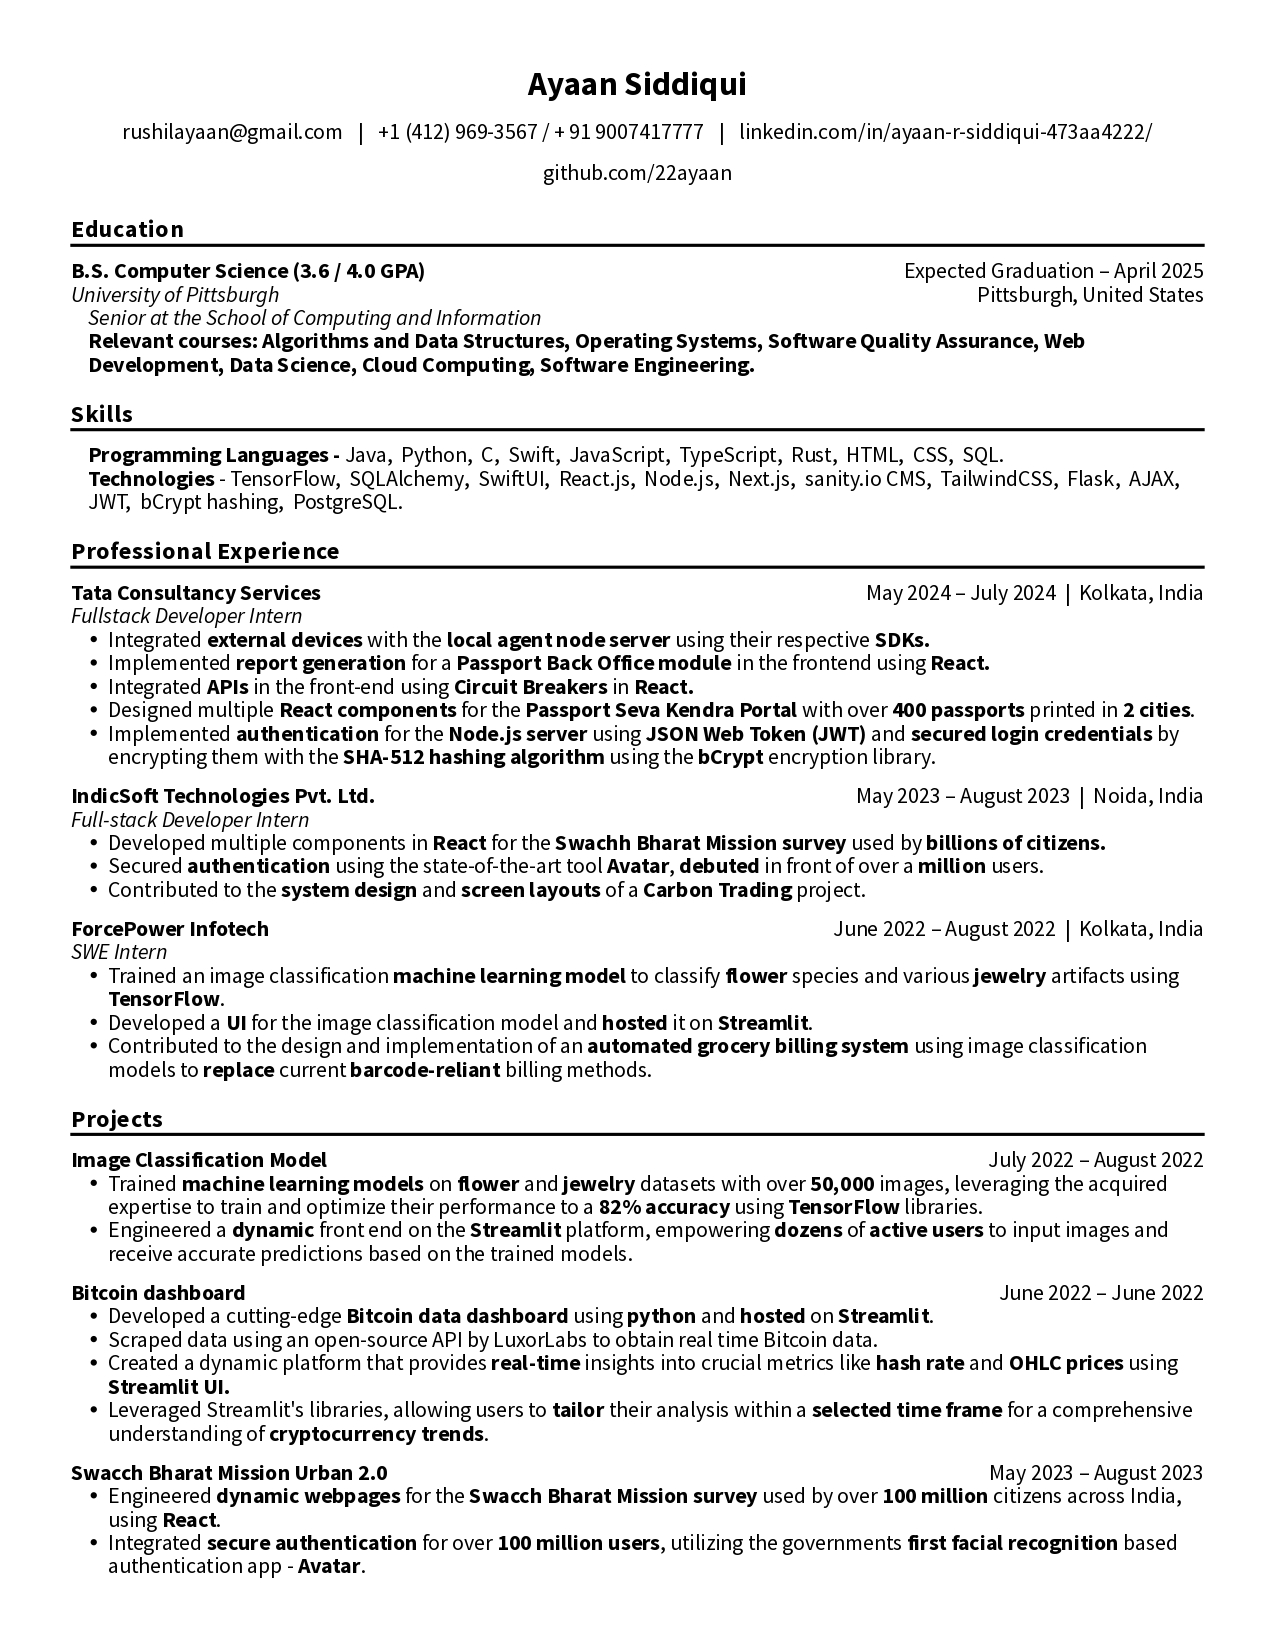 Ayaan Siddiqui
rushilayaan@gmail.com | +1 (412) 969-3567 / + 91 9007417777 | linkedin.com/in/ayaan-r-siddiqui-473aa4222/
github.com/22ayaan
Education
B.S. Computer Science (3.6 / 4.0 GPA) Expected Graduation – April 2025
University of Pittsburgh Pittsburgh, United States
Senior at the School of Computing and Information
Relevant courses: Algorithms and Data Structures, Operating Systems, Software Quality Assurance, Web
Development, Data Science, Cloud Computing, Software Engineering.
Skills
Programming Languages - Java, Python, C, Swift, JavaScript, TypeScript, Rust, HTML, CSS, SQL.
Technologies - TensorFlow, SQLAlchemy, SwiftUI, React.js, Node.js, Next.js, sanity.io CMS, TailwindCSS, Flask, AJAX,
JWT, bCrypt hashing, PostgreSQL.
Professional Experience
Tata Consultancy Services May 2024 – July 2024 | Kolkata, India
Fullstack Developer Intern
• Integrated external devices with the local agent node server using their respective SDKs.
• Implemented report generation for a Passport Back Office module in the frontend using React.
• Integrated APIs in the front-end using Circuit Breakers in React.
• Designed multiple React components for the Passport Seva Kendra Portal with over 400 passports printed in 2 cities.
• Implemented authentication for the Node.js server using JSON Web Token (JWT) and secured login credentials by
encrypting them with the SHA-512 hashing algorithm using the bCrypt encryption library.
IndicSoft Technologies Pvt. Ltd. May 2023 – August 2023 | Noida, India
Full-stack Developer Intern
• Developed multiple components in React for the Swachh Bharat Mission survey used by billions of citizens.
• Secured authentication using the state-of-the-art tool Avatar, debuted in front of over a million users.
• Contributed to the system design and screen layouts of a Carbon Trading project.
ForcePower Infotech June 2022 – August 2022 | Kolkata, India
SWE Intern
• Trained an image classification machine learning model to classify flower species and various jewelry artifacts using
TensorFlow.
• Developed a UI for the image classification model and hosted it on Streamlit.
• Contributed to the design and implementation of an automated grocery billing system using image classification
models to replace current barcode-reliant billing methods.
Projects
Image Classification Model July 2022 – August 2022
• Trained machine learning models on flower and jewelry datasets with over 50,000 images, leveraging the acquired
expertise to train and optimize their performance to a 82% accuracy using TensorFlow libraries.
• Engineered a dynamic front end on the Streamlit platform, empowering dozens of active users to input images and
receive accurate predictions based on the trained models.
Bitcoin dashboard June 2022 – June 2022
• Developed a cutting-edge Bitcoin data dashboard using python and hosted on Streamlit.
• Scraped data using an open-source API by LuxorLabs to obtain real time Bitcoin data.
• Created a dynamic platform that provides real-time insights into crucial metrics like hash rate and OHLC prices using
Streamlit UI.
• Leveraged Streamlit's libraries, allowing users to tailor their analysis within a selected time frame for a comprehensive
understanding of cryptocurrency trends.
Swacch Bharat Mission Urban 2.0 May 2023 – August 2023
• Engineered dynamic webpages for the Swacch Bharat Mission survey used by over 100 million citizens across India,
using React.
• Integrated secure authentication for over 100 million users, utilizing the governments first facial recognition based
authentication app - Avatar.